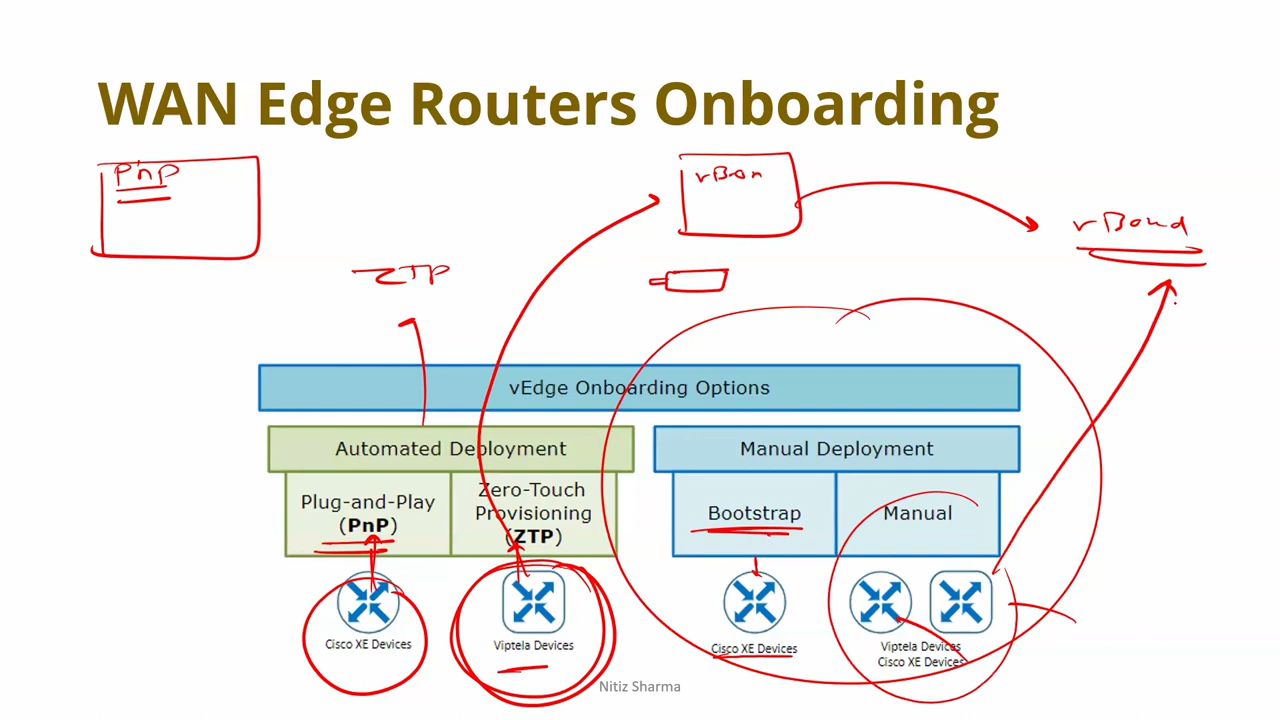 WAN Edge Routers Onboarding
PnP
vBon
vBond
ZTP
vEdge Onboarding Options
Automated Deployment
Manual Deployment
Plug-and-Play
(PnP)
Zero-Touch
Provisioning
(ZTP)
Bootstrap
Manual
Cisco XE Devices
Viptela Devices
Cisco XE Devices
Viptela Devices
Cisco XE Devices
Nitiz Sharma